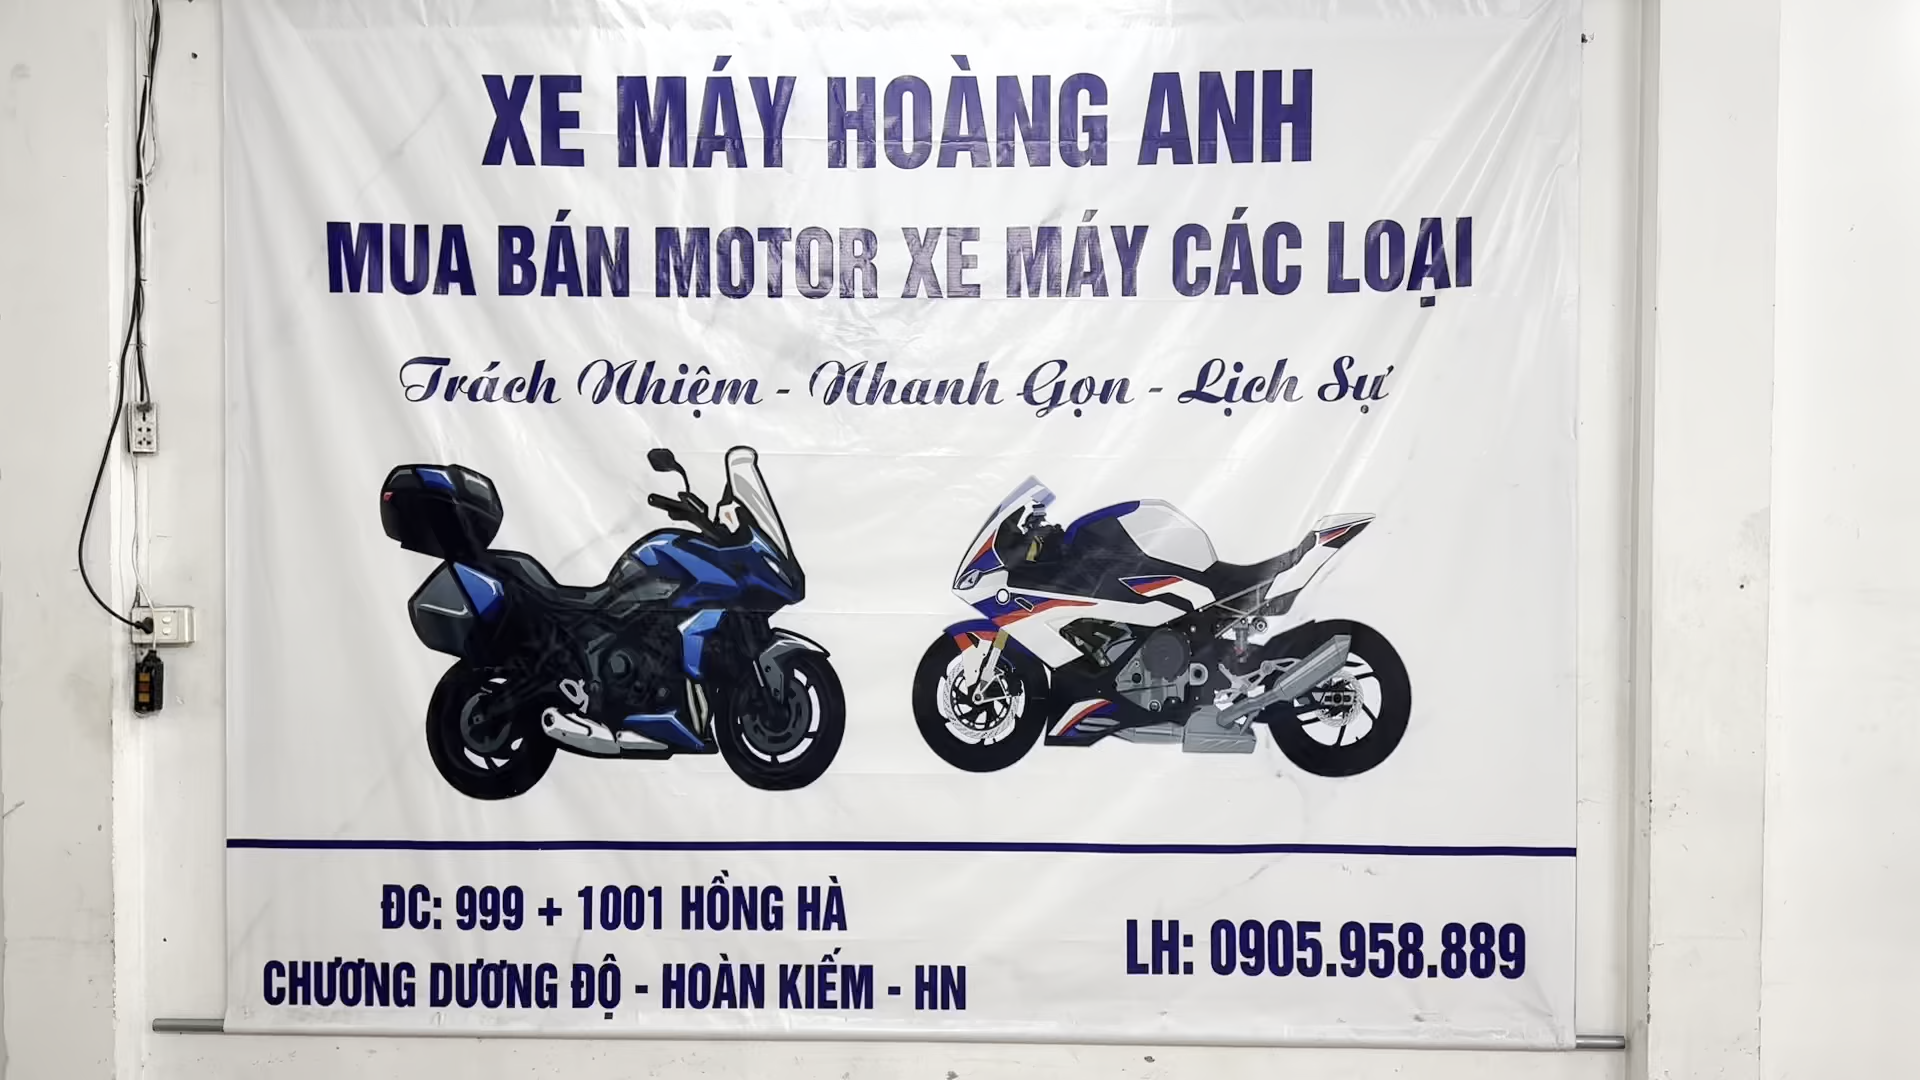 XE MÁY HOÀNG ANH
MUA BÁN MOTOR XE MÁY CÁC LOẠI
Trách Nhiệm - Nhanh Gọn - Lịch Sự
ĐC: 999 + 1001 HỒNG HÀ
CHƯƠNG DƯƠNG ĐỘ - HOÀN KIẾM - HN
LH: 0905.958.889